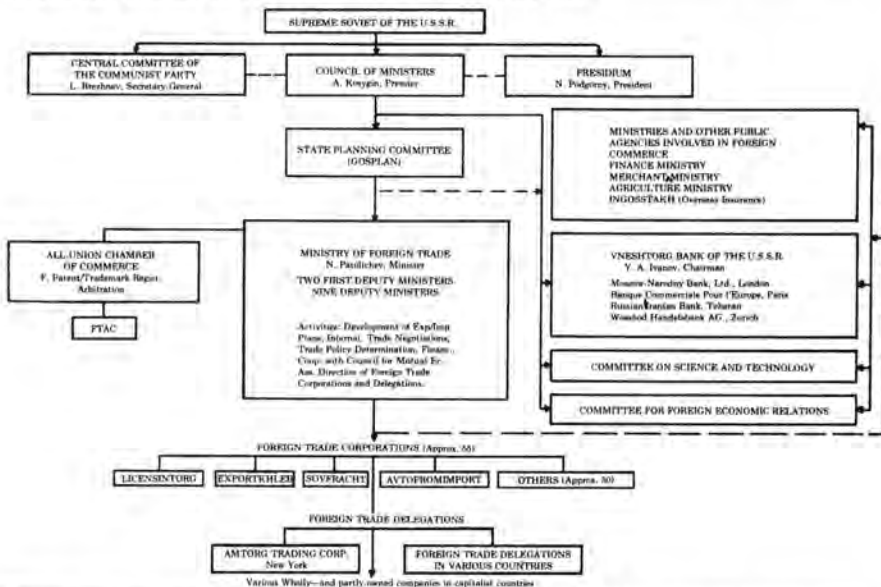 SUPREME SOVIET OF THE U.S.S.R.
CENTRAL COMMITTEE
OF THE COMMUNIST PARTY
L. Brezhnev, Secretary-General
COUNCIL OF MINISTERS
A. Kosygin, Premier
PRESIDIUM
N. Podgorny, President
STATE PLANNING COMMITTEE
(GOSPLAN)
MINISTRIES AND OTHER PUBLIC
AGENCIES INVOLVED IN FOREIGN
COMMERCE
FINANCE MINISTRY
MERCHANT MINISTRY
AGRICULTURE MINISTRY
INGOSSTAKH (Overseas Insurance)
ALL-UNION CHAMBER
OF COMMERCE
F. Patent/Trademark Regis.
Arbitration
FTAC
MINISTRY OF FOREIGN TRADE
N. Patolichev, Minister
TWO FIRST DEPUTY MINISTERS
NINE DEPUTY MINISTERS
Activities: Development of Exp/Imp
Plans, Internal. Trade Negotiations,
Trade Policy Determination, Financ.,
Coop. with Council for Mutual Ec.
Ass. Direction of Foreign Trade
Corporations and Delegations.
VNESHTORG BANK OF THE U.S.S.R.
Y. A. Ivanov, Chairman
Moscow Narodny Bank, Ltd., London
Banque Commerciale Pour l'Europe, Paris
Russian Iranian Bank, Teheran
Wozchod Handelsbank AG., Zurich
COMMITTEE ON SCIENCE AND TECHNOLOGY
COMMITTEE FOR FOREIGN ECONOMIC RELATIONS
FOREIGN TRADE CORPORATIONS (Approx.
LICENSINTORG
EXPORTKHLEB
SOVFRACHT
AVTOPROMIMPORT
OTHERS (Approx. 50)
FOREIGN TRADE DELEGATIONS
AMTORG TRADING CORP.
New York
FOREIGN TRADE DELEGATIONS
IN VARIOUS COUNTRIES
Various Wholly—and partly-owned companies in capitalist countries